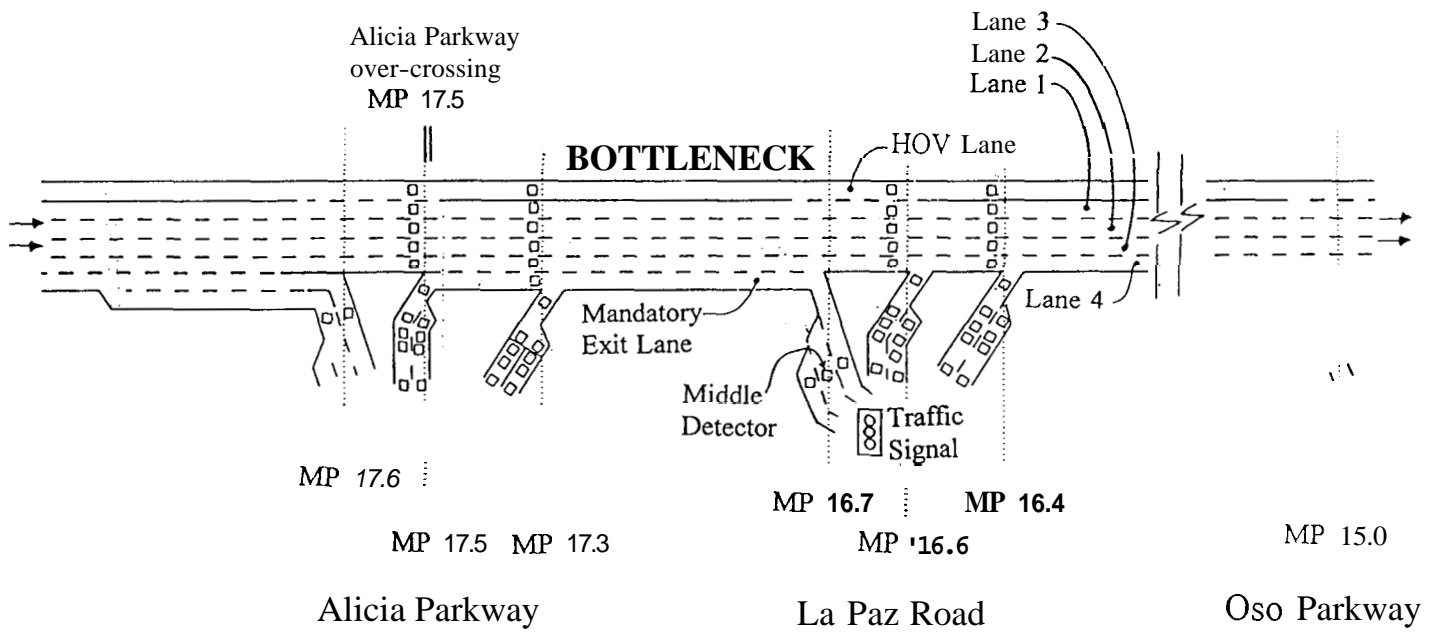 Lane 3
Lane 2
Lane 1
Alicia Parkway
over-crossing
MP 17.5
BOTTLENECK
HOV Lane
Mandatory
Exit Lane
Lane 4
Middle
Detector
Traffic
Signal
MP 17.6
MP 16.7
MP 16.4
MP 17.5
MP 17.3
MP '16.6
MP 15.0
Alicia Parkway
La Paz Road
Oso Parkway